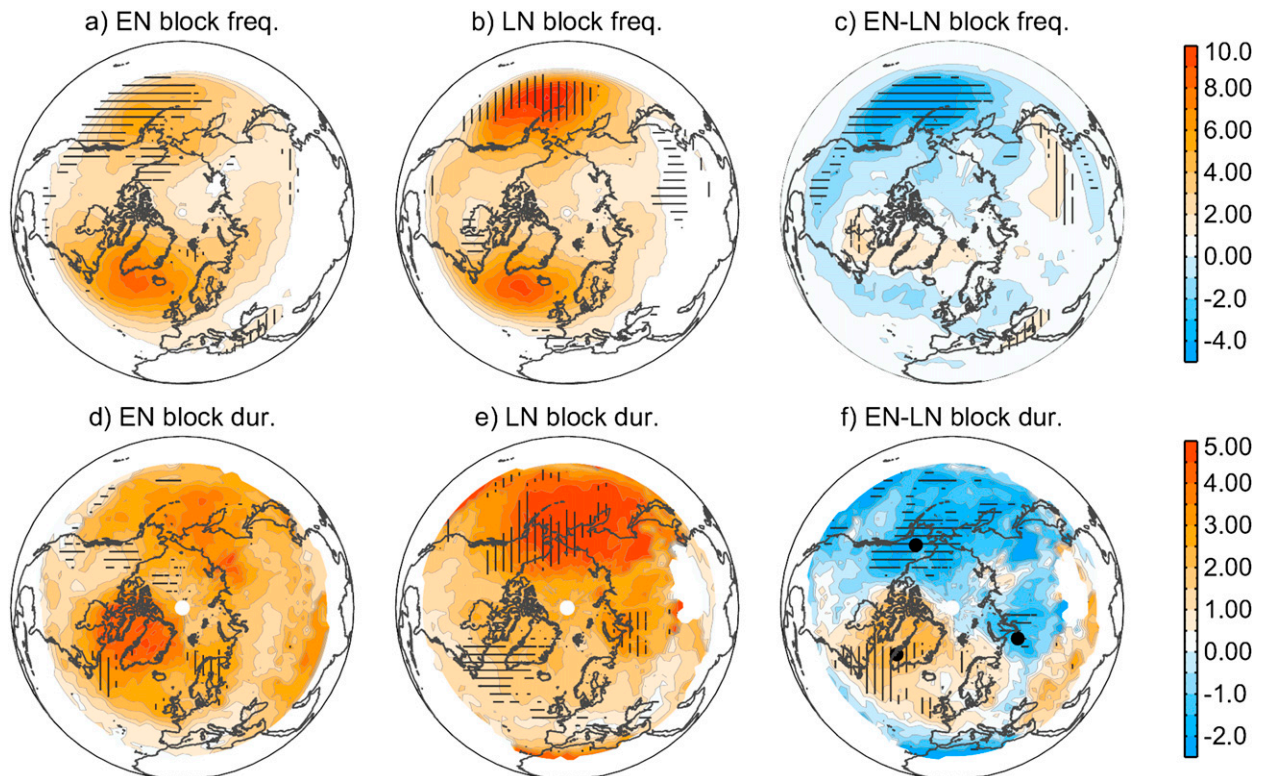 a) EN block freq.
b) LN block freq.
c) EN-LN block freq.
10.0
8.00
6.00
4.00
2.00
0.00
-2.0
-4.0
d) EN block dur.
e) LN block dur.
f) EN-LN block dur.
5.00
4.00
3.00
2.00
1.00
0.00
-1.0
-2.0